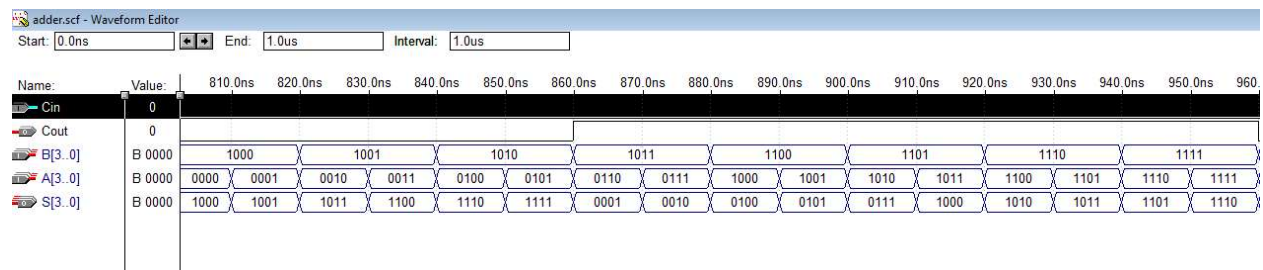 adder.scf - Waveform Editor
Start: 0.0ns End: 1.0us Interval: 1.0us
Name: Value: 810.0ns 820.0ns 830.0ns 840.0ns 850.0ns 860.0ns 870.0ns 880.0ns 890.0ns 900.0ns 910.0ns 920.0ns 930.0ns 940.0ns 950.0ns 960.
Cin 0
Cout 0
B[3..0] B 0000 1000 1001 1010 1011 1100 1101 1110 1111
A[3..0] B 0000 0000 0001 0010 0011 0100 0101 0110 0111 1000 1001 1010 1011 1100 1101 1110 1111
S[3..0] B 0000 1000 1001 1011 1100 1110 1111 0001 0010 0100 0101 0111 1000 1010 1011 1101 1110